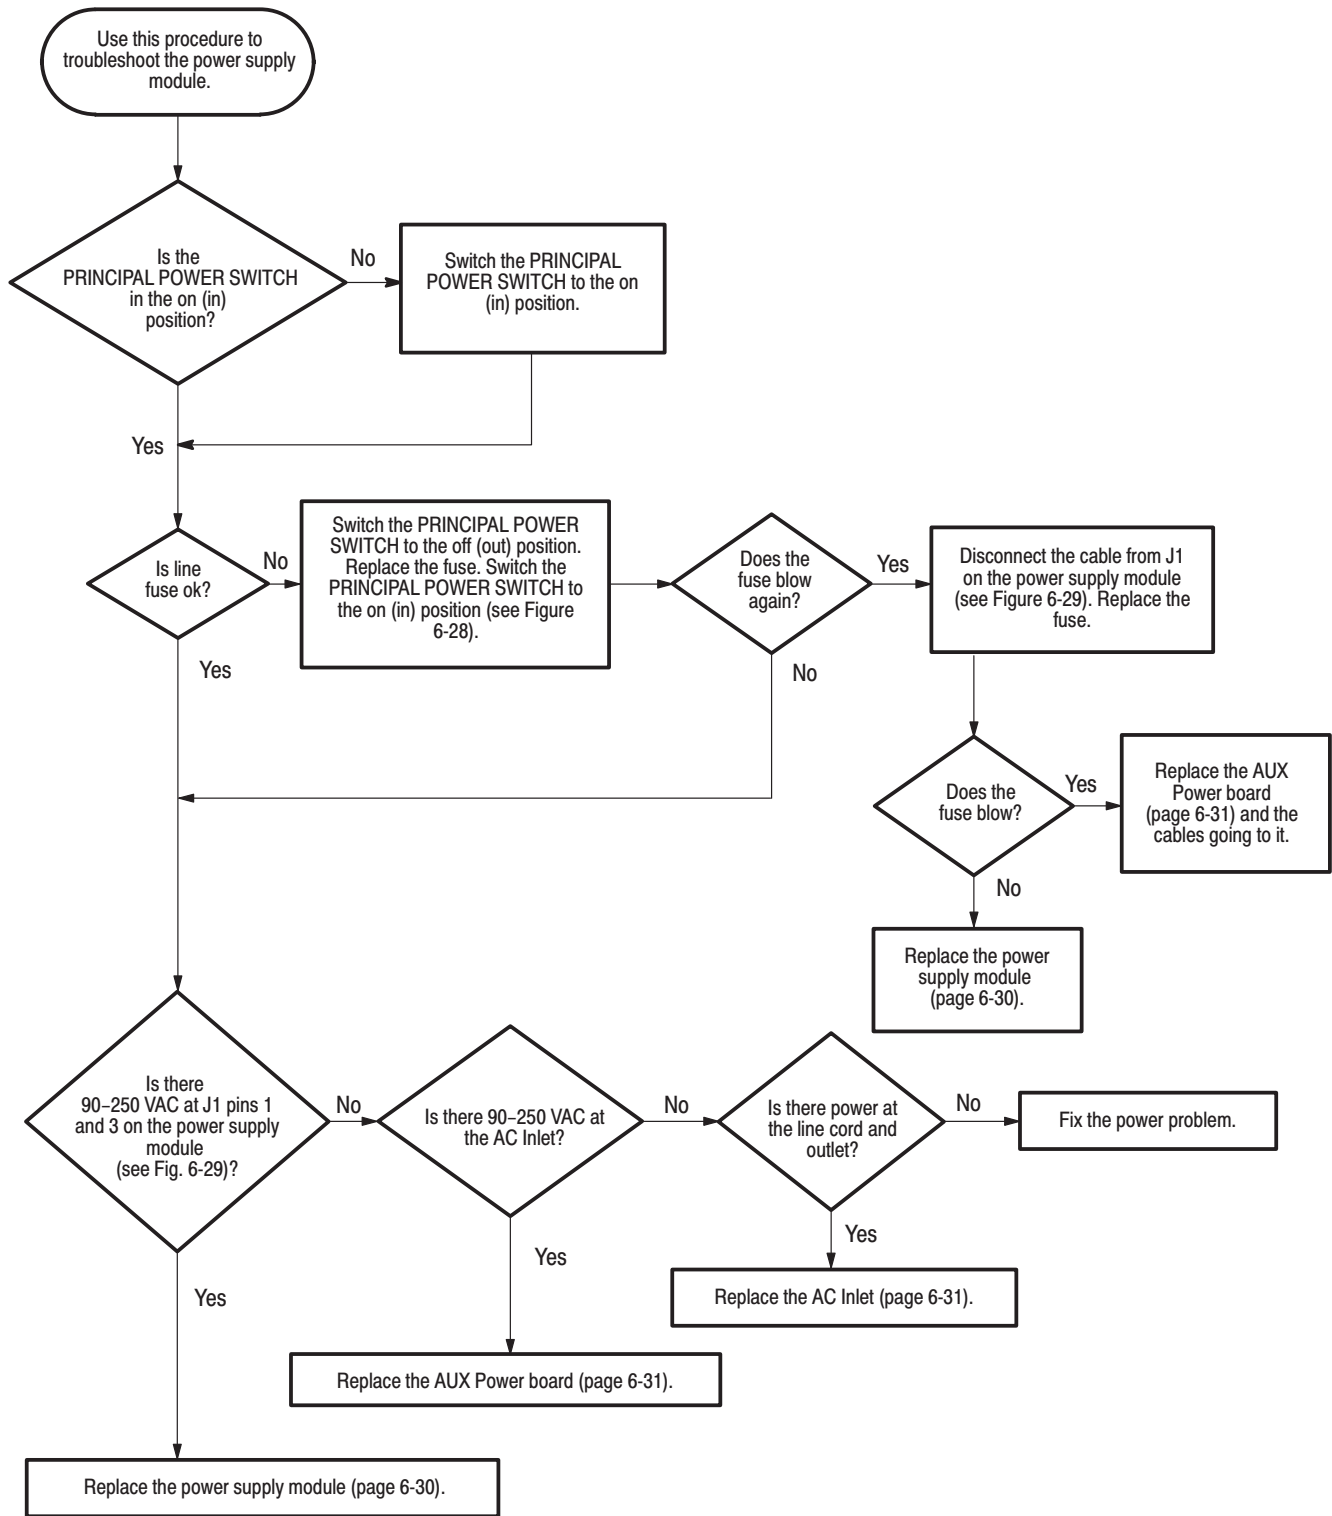 Use this procedure to
troubleshoot the power supply
module.
Is the
PRINCIPAL POWER SWITCH
in the on (in)
position?
No
Switch the PRINCIPAL
POWER SWITCH to the on
(in) position.
Yes
Is line
fuse ok?
No
Switch the PRINCIPAL POWER
SWITCH to the off (out) position.
Replace the fuse. Switch the
PRINCIPAL POWER SWITCH to
the on (in) position (see Figure
6-28).
Does the
fuse blow
again?
Yes
Disconnect the cable from J1
on the power supply module
(see Figure 6-29). Replace the
fuse.
Yes
No
Does the
fuse blow?
Yes
Replace the AUX
Power board
(page 6-31) and the
cables going to it.
No
Replace the power
supply module
(page 6-30).
Is there
90–250 VAC at J1 pins 1
and 3 on the power supply
module
(see Fig. 6-29)?
No
Is there 90–250 VAC at
the AC Inlet?
No
Is there power at
the line cord and
outlet?
No
Fix the power problem.
Yes
Replace the AC Inlet (page 6-31).
Yes
Replace the AUX Power board (page 6-31).
Yes
Replace the power supply module (page 6-30).